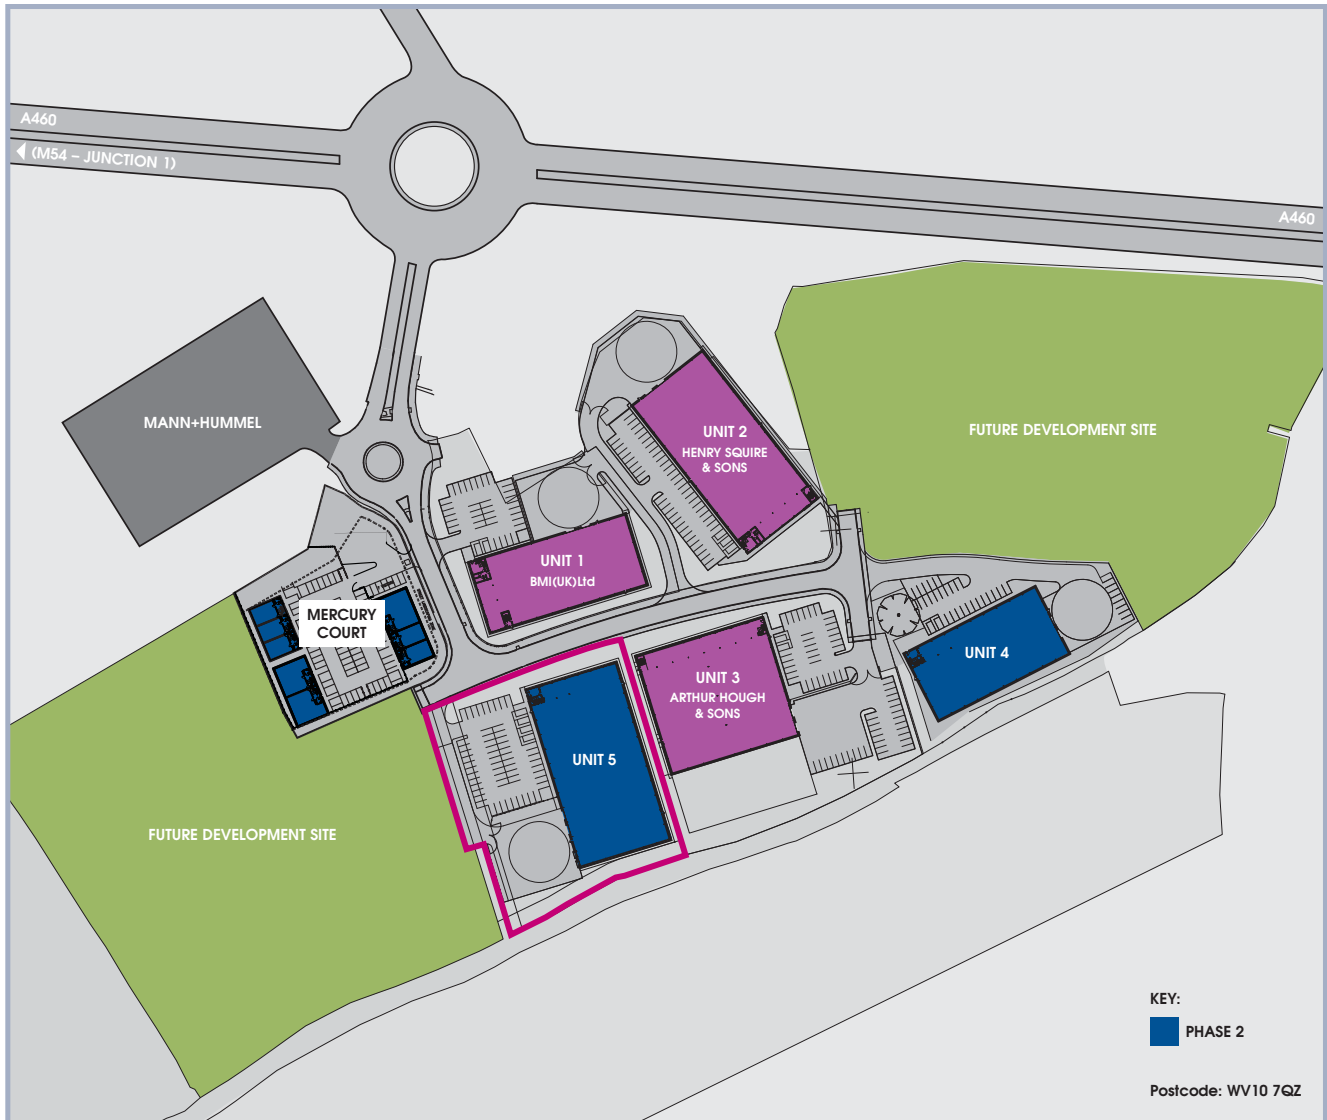 A460
(M54 – JUNCTION 1)
A460
MANN+HUMMEL
UNIT 2
HENRY SQUIRE
& SONS
FUTURE DEVELOPMENT SITE
UNIT 1
BMI(UK)Ltd
MERCURY
COURT
UNIT 3
ARTHUR HOUGH
& SONS
UNIT 4
UNIT 5
FUTURE DEVELOPMENT SITE
KEY:
PHASE 2
Postcode: WV10 7QZ